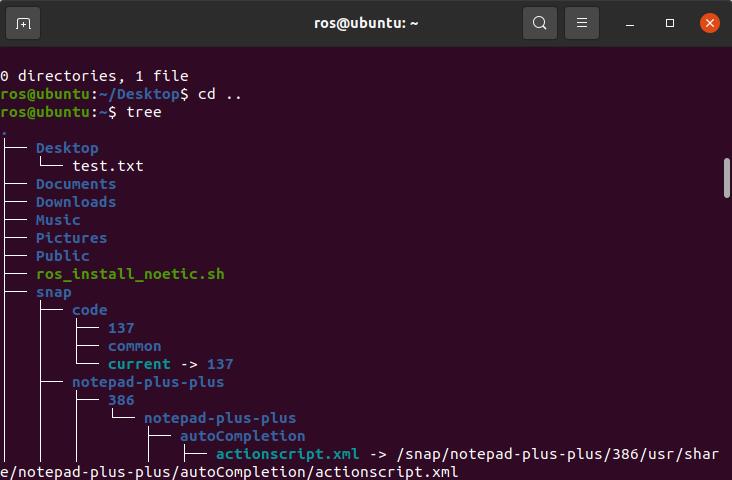 ros@ubuntu: ~
0 directories, 1 file
ros@ubuntu:~/Desktop$ cd ..
ros@ubuntu:~$ tree
.
├── Desktop
│   └── test.txt
├── Documents
├── Downloads
├── Music
├── Pictures
├── Public
├── ros_install_noetic.sh
├── snap
│   ├── code
│   │   ├── 137
│   │   ├── common
│   │   └── current -> 137
│   ├── notepad-plus-plus
│   │   ├── 386
│   │   │   └── notepad-plus-plus
│   │   │       ├── autoCompletion
│   │   │       │   ├── actionscript.xml -> /snap/notepad-plus-plus/386/usr/shar
e/notepad-plus-plus/autoCompletion/actionscript.xml